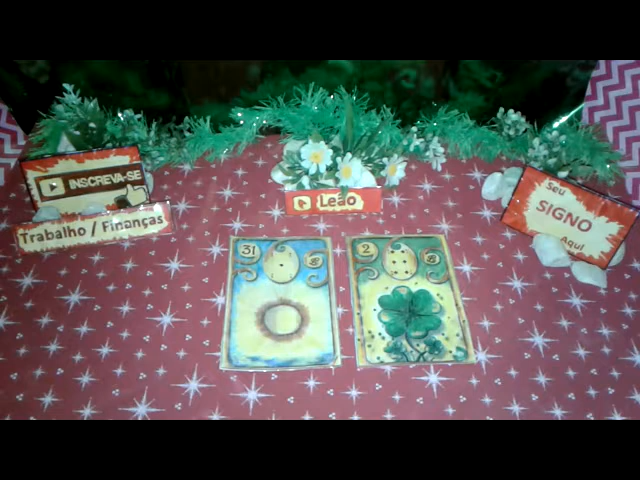 INSCREVA-SE
Trabalho / Finanças
Leão
Seu
SIGNO
Aqui
31
2